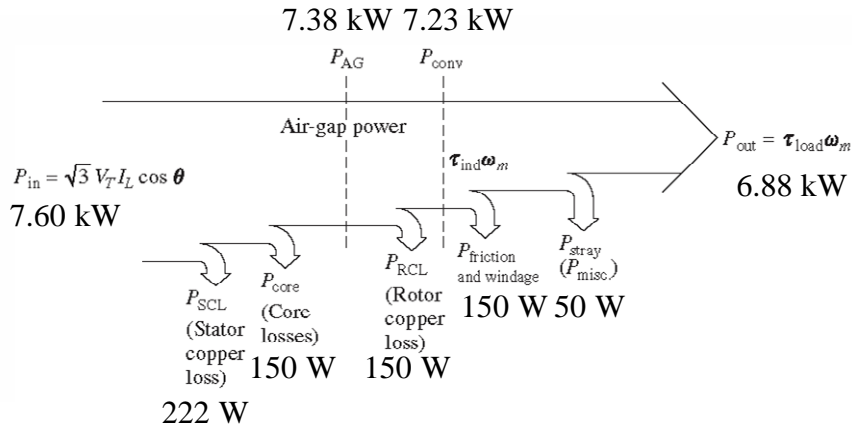 7.38 kW 7.23 kW
P_AG P_conv
Air-gap power
τ_ind ω_m
P_out = τ_load ω_m
6.88 kW
P_in = √3 V_T I_L cos θ
7.60 kW
P_SCL
(Stator
copper
loss)
222 W
P_core
(Core
losses)
150 W
P_RCL
(Rotor
copper
loss)
150 W
P_friction
and windage
150 W
P_stray
(P_misc.)
50 W